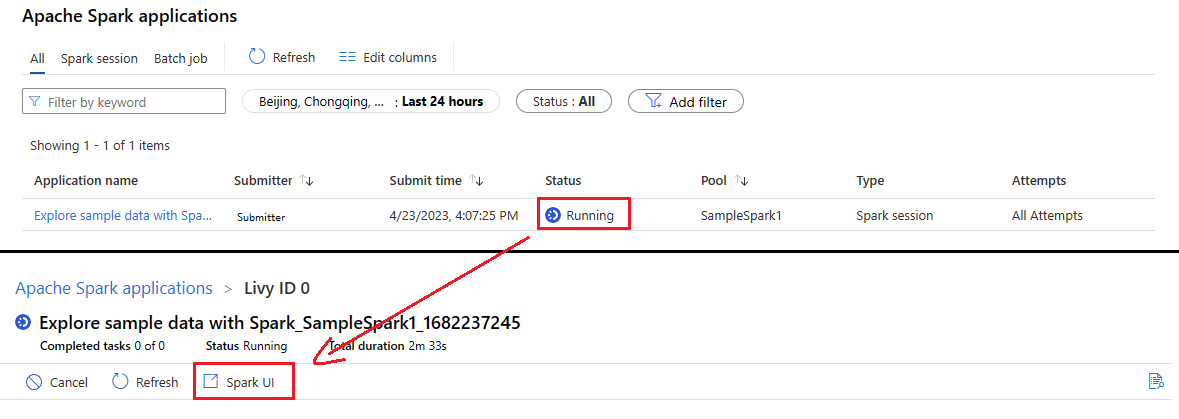 Apache Spark applications
All Spark session Batch job Refresh Edit columns
Filter by keyword Beijing, Chongqing, ... : Last 24 hours Status : All Add filter
Showing 1 - 1 of 1 items
Application name Submitter ↑↓ Submit time ↑↓ Status Pool ↑↓ Type Attempts
Explore sample data with Spa... Submitter 4/23/2023, 4:07:25 PM Running SampleSpark1 Spark session All Attempts
Apache Spark applications > Livy ID 0
Explore sample data with Spark_SampleSpark1_1682237245
Completed tasks 0 of 0 Status Running Total duration 2m 33s
Cancel Refresh Spark UI